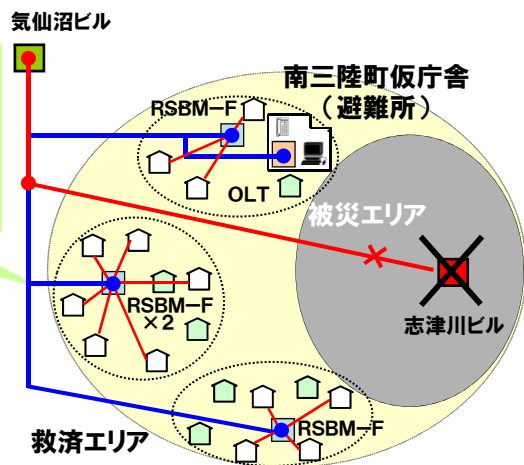 気仙沼ビル
南三陸町仮庁舎
（避難所）
RSBM-F
OLT
被災エリア
志津川ビル
RSBM-F
×2
RSBM-F
救済エリア